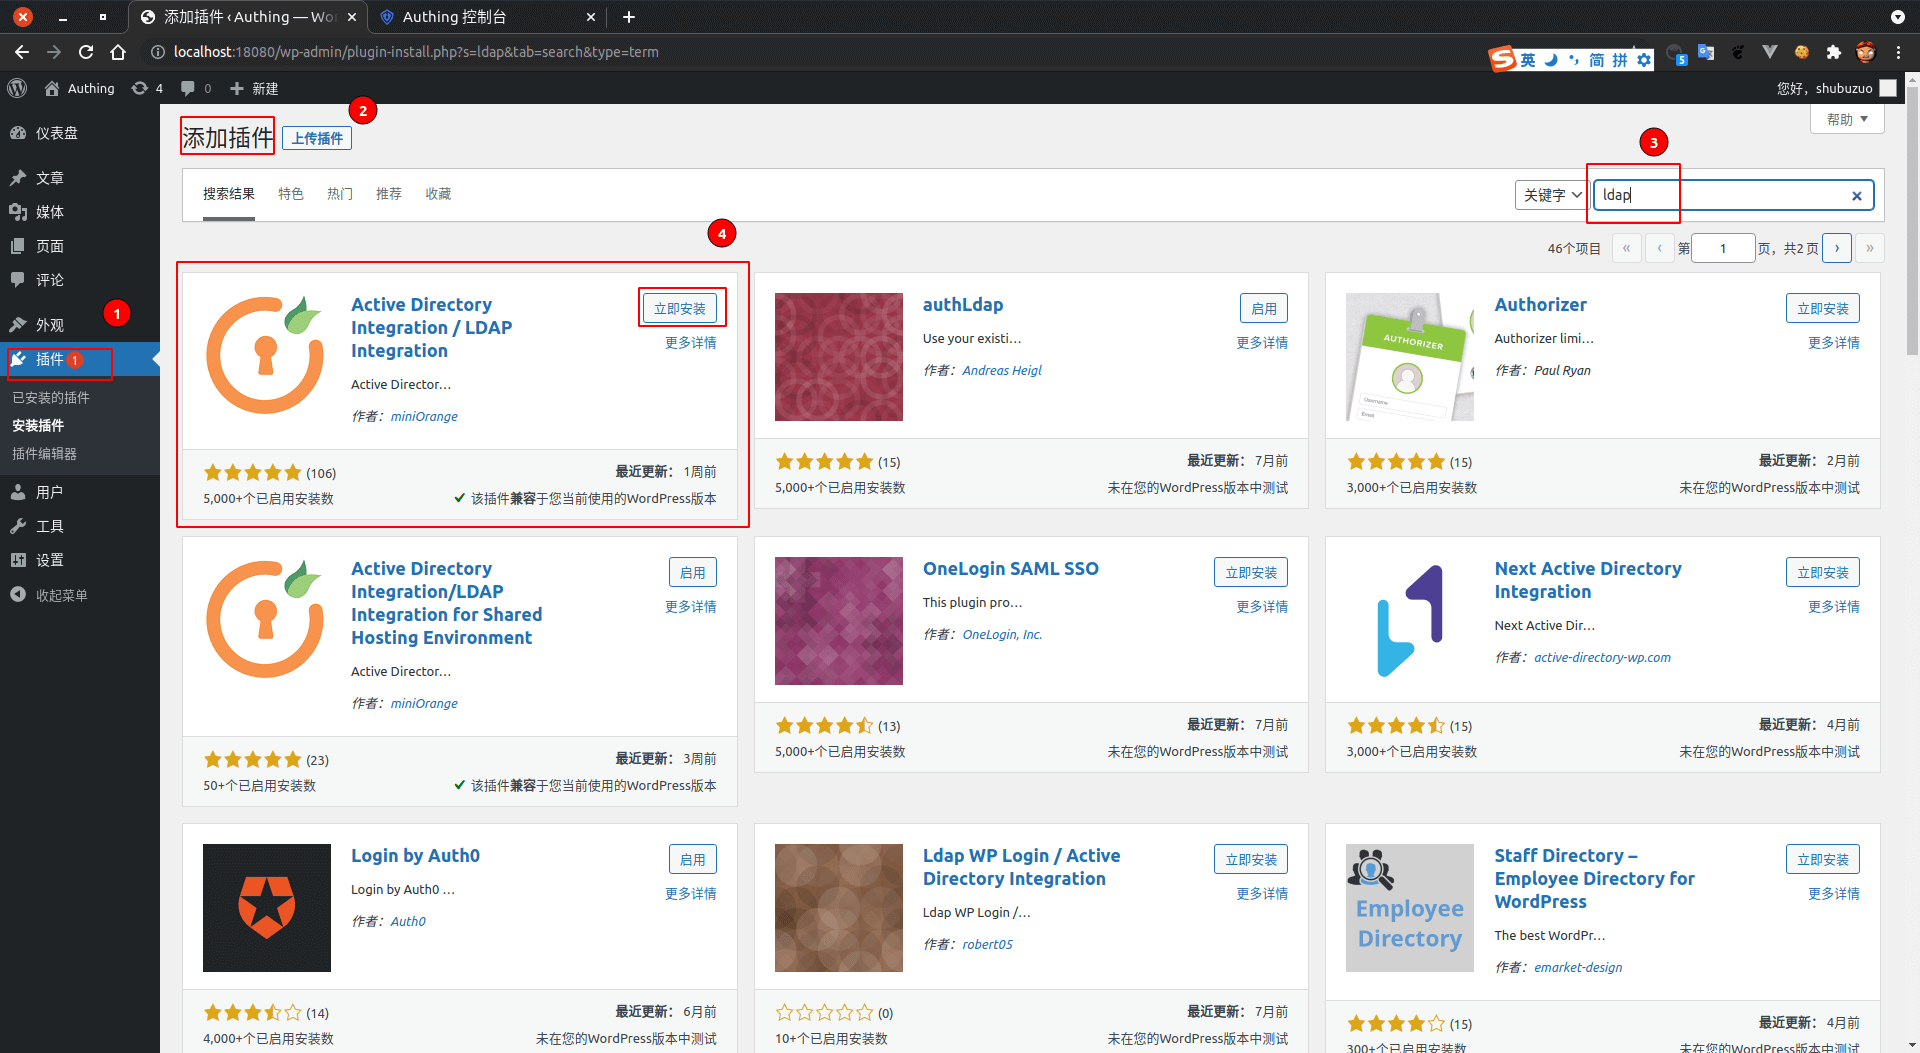 添加插件 ‹ Authing — Wo
Authing 控制台
localhost:18080/wp-admin/plugin-install.php?s=ldap&tab=search&type=term
英 简 拼
5
Authing 4 0 新建
您好，shubuzuo
仪表盘
文章
媒体
页面
评论
外观
1
插件 1
已安装的插件
安装插件
插件编辑器
用户
工具
设置
收起菜单
添加插件 上传插件
2
帮助
3
搜索结果 特色 热门 推荐 收藏
关键字 ldap
4
46个项目 « ‹ 第 1 页，共2 页 › »
Active Directory
Integration / LDAP
Integration
立即安装
更多详情
Active Director…
作者：miniOrange
(106)
最近更新： 1周前
5,000+个已启用安装数
该插件兼容于您当前使用的WordPress版本
authLdap
启用
更多详情
Use your existi…
作者：Andreas Heigl
(15)
最近更新： 7月前
5,000+个已启用安装数
未在您的WordPress版本中测试
AUTHORIZER
Username
Email
Authorizer
立即安装
更多详情
Authorizer limi…
作者：Paul Ryan
(15)
最近更新： 2月前
3,000+个已启用安装数
未在您的WordPress版本中测试
Active Directory
Integration/LDAP
Integration for Shared
Hosting Environment
启用
更多详情
Active Director…
作者：miniOrange
(23)
最近更新： 3周前
50+个已启用安装数
该插件兼容于您当前使用的WordPress版本
OneLogin SAML SSO
立即安装
更多详情
This plugin pro…
作者：OneLogin, Inc.
(13)
最近更新： 7月前
5,000+个已启用安装数
未在您的WordPress版本中测试
Next Active Directory
Integration
立即安装
更多详情
Next Active Dir…
作者：active-directory-wp.com
(15)
最近更新： 4月前
3,000+个已启用安装数
未在您的WordPress版本中测试
Login by Auth0
启用
更多详情
Login by Auth0 …
作者：Auth0
(14)
最近更新： 6月前
4,000+个已启用安装数
未在您的WordPress版本中测试
Ldap WP Login / Active
Directory Integration
立即安装
更多详情
Ldap WP Login /…
作者：robert05
(0)
最近更新： 7月前
10+个已启用安装数
未在您的WordPress版本中测试
Employee
Directory
Staff Directory –
Employee Directory for
WordPress
立即安装
更多详情
The best WordPr…
作者：emarket-design
(15)
最近更新： 4月前
300+个已启用安装数
未在您的WordPress版本中测试